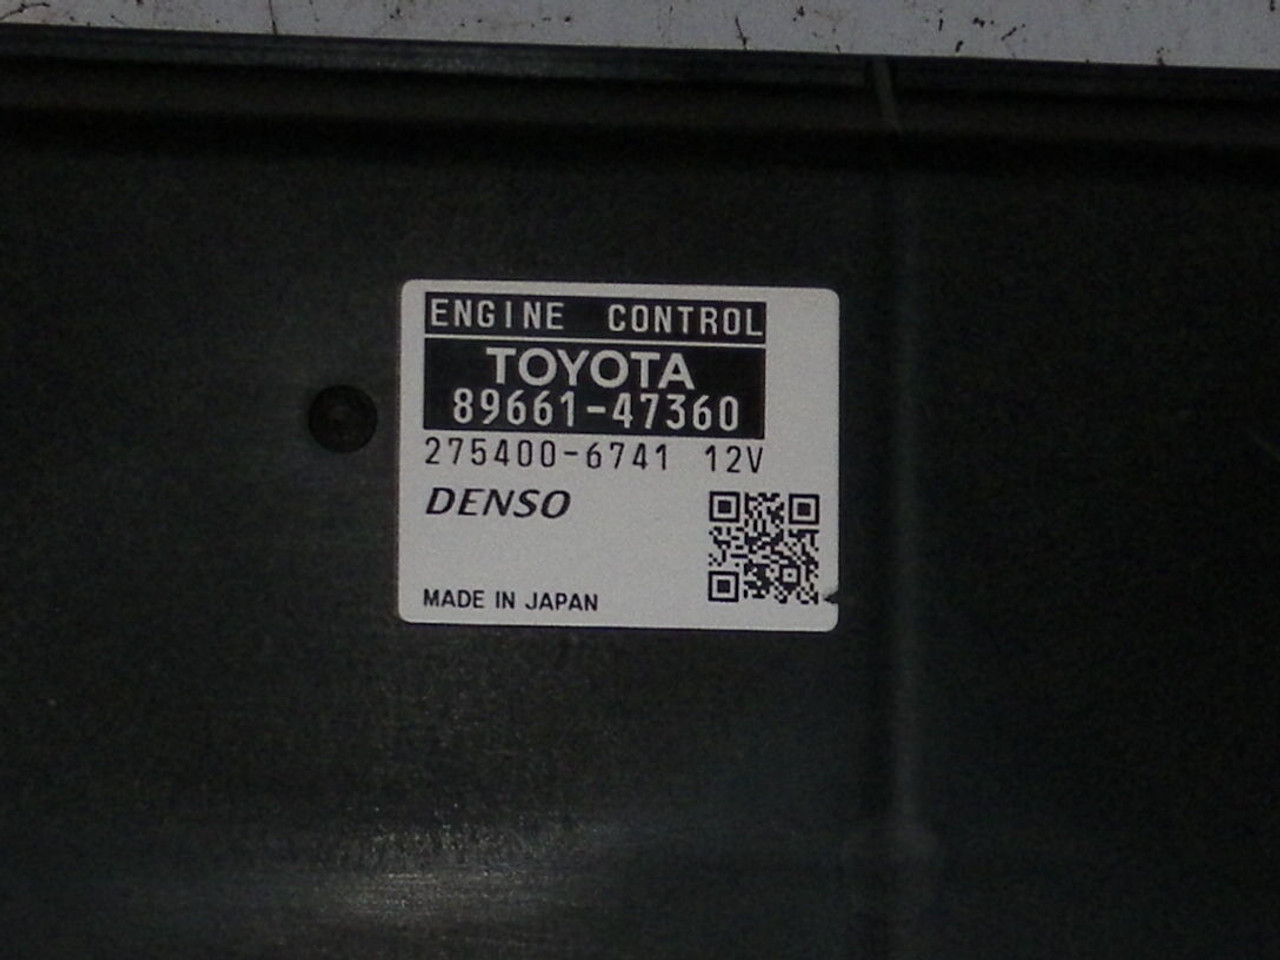 ENGINE CONTROL
TOYOTA
89661-47360
275400-6741 12V
DENSO
MADE IN JAPAN